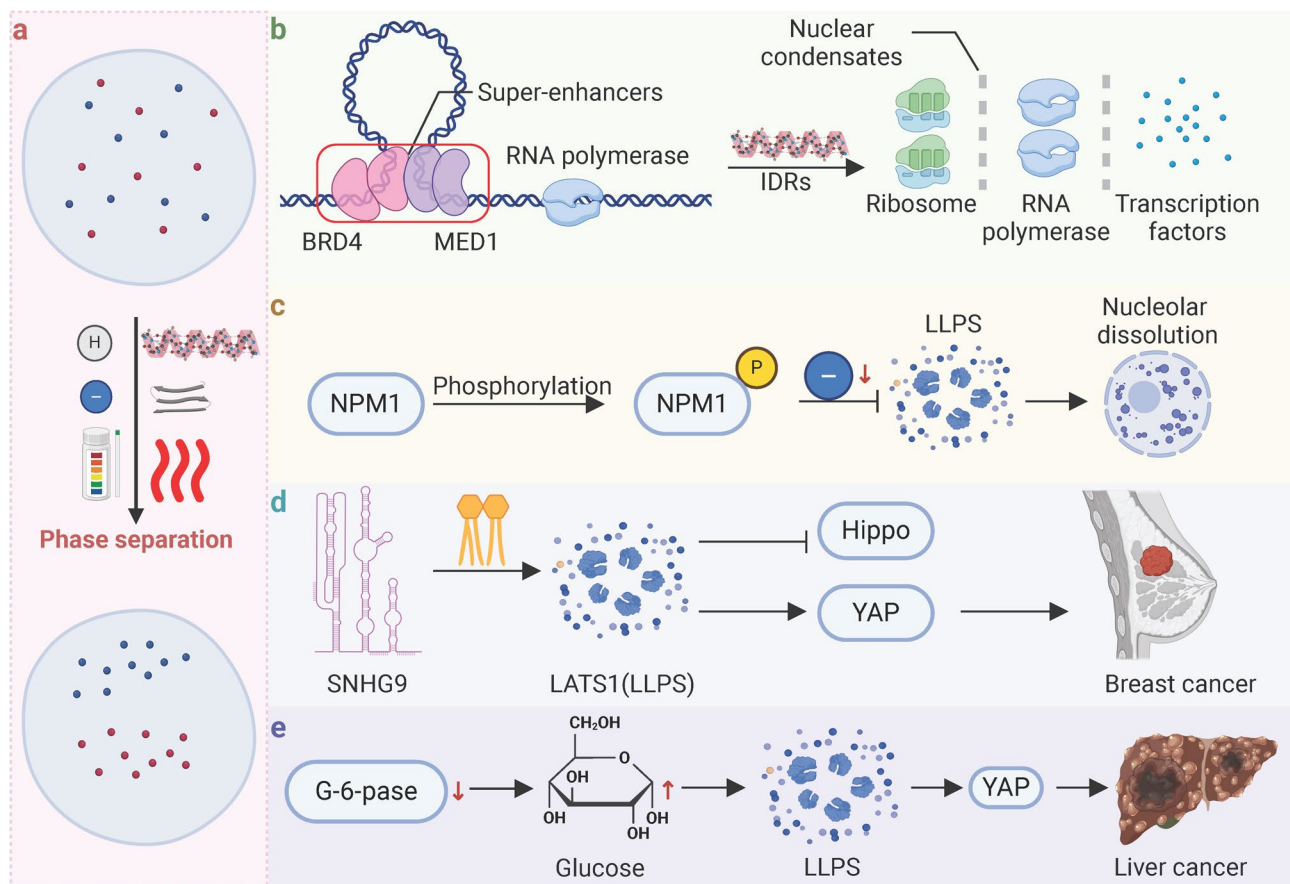 a
H
−
Phase separation
b
Super-enhancers
RNA polymerase
BRD4
MED1
IDRs
Nuclear
condensates
Ribosome
RNA
polymerase
Transcription
factors
c
NPM1
Phosphorylation
NPM1
P
−
↓
LLPS
Nucleolar
dissolution
d
SNHG9
LATS1(LLPS)
Hippo
YAP
Breast cancer
e
G-6-pase
↓
CH₂OH
O
OH
OH
OH
OH
↑
Glucose
LLPS
YAP
Liver cancer